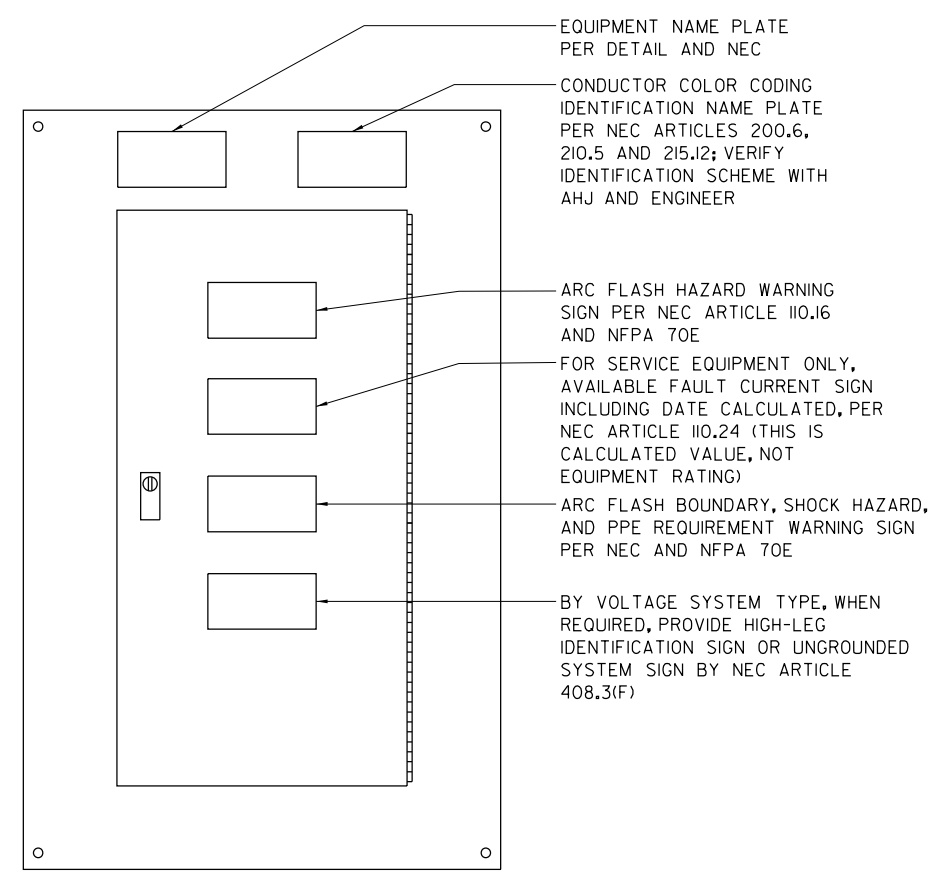 EQUIPMENT NAME PLATE
PER DETAIL AND NEC
CONDUCTOR COLOR CODING
IDENTIFICATION NAME PLATE
PER NEC ARTICLES 200.6,
210.5 AND 215.12; VERIFY
IDENTIFICATION SCHEME WITH
AHJ AND ENGINEER
ARC FLASH HAZARD WARNING
SIGN PER NEC ARTICLE 110.16
AND NFPA 70E
FOR SERVICE EQUIPMENT ONLY,
AVAILABLE FAULT CURRENT SIGN
INCLUDING DATE CALCULATED, PER
NEC ARTICLE 110.24 (THIS IS
CALCULATED VALUE, NOT
EQUIPMENT RATING)
ARC FLASH BOUNDARY, SHOCK HAZARD,
AND PPE REQUIREMENT WARNING SIGN
PER NEC AND NFPA 70E
BY VOLTAGE SYSTEM TYPE, WHEN
REQUIRED, PROVIDE HIGH-LEG
IDENTIFICATION SIGN OR UNGROUNDED
SYSTEM SIGN BY NEC ARTICLE
408.3(F)